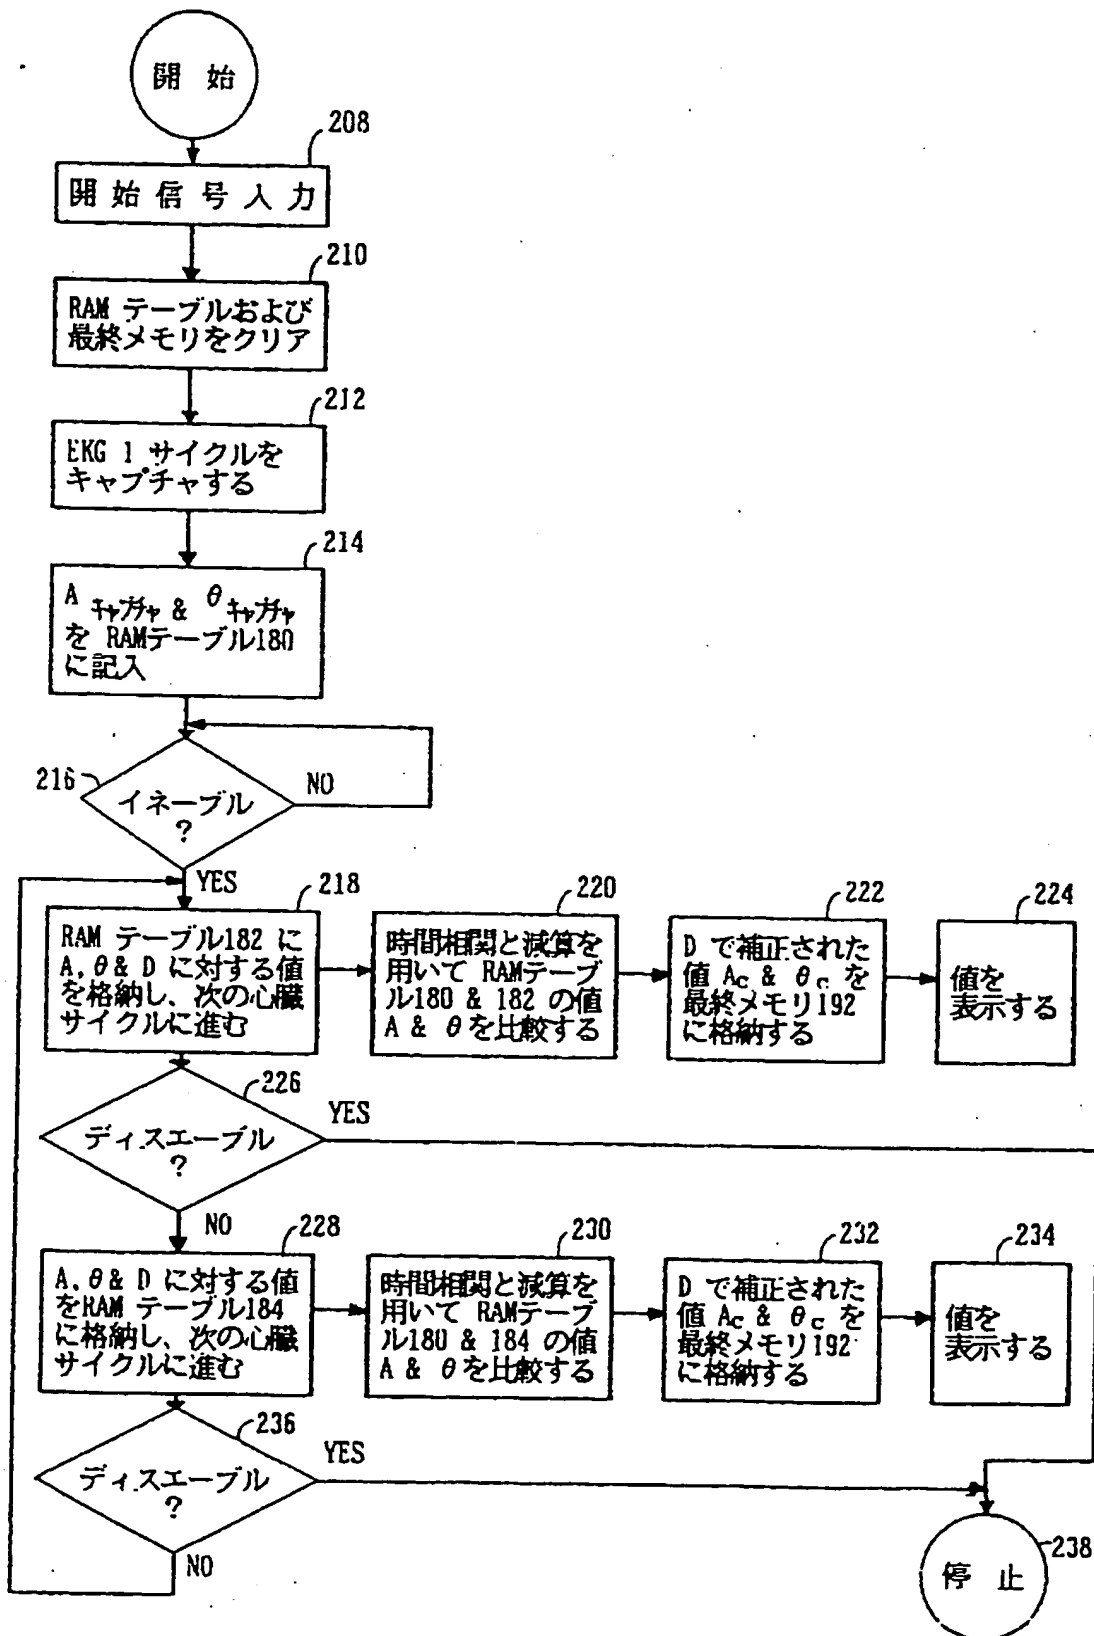 開 始
208
開始信号入力
210
RAM テーブルおよび
最終メモリをクリア
212
EKG 1 サイクルを
キャプチャする
214
A キャプチャ & θ キャプチャ
を RAMテーブル180
に記入
216
イネーブル
?
NO
YES
218
RAM テーブル182 に
A, θ & D に対する値
を格納し、次の心臓
サイクルに進む
220
時間相関と減算を
用いて RAMテーブ
ル180 & 182 の値
A & θ を比較する
222
D で補正された
値 Ac & θc を
最終メモリ192
に格納する
224
値を
表示する
226
ディスエーブル
?
YES
NO
228
A, θ & D に対する値
をRAM テーブル184
に格納し、次の心臓
サイクルに進む
230
時間相関と減算を
用いて RAMテーブ
ル180 & 184 の値
A & θ を比較する
232
D で補正された
値 Ac & θc を
最終メモリ192
に格納する
234
値を
表示する
236
ディスエーブル
?
YES
NO
停 止
238